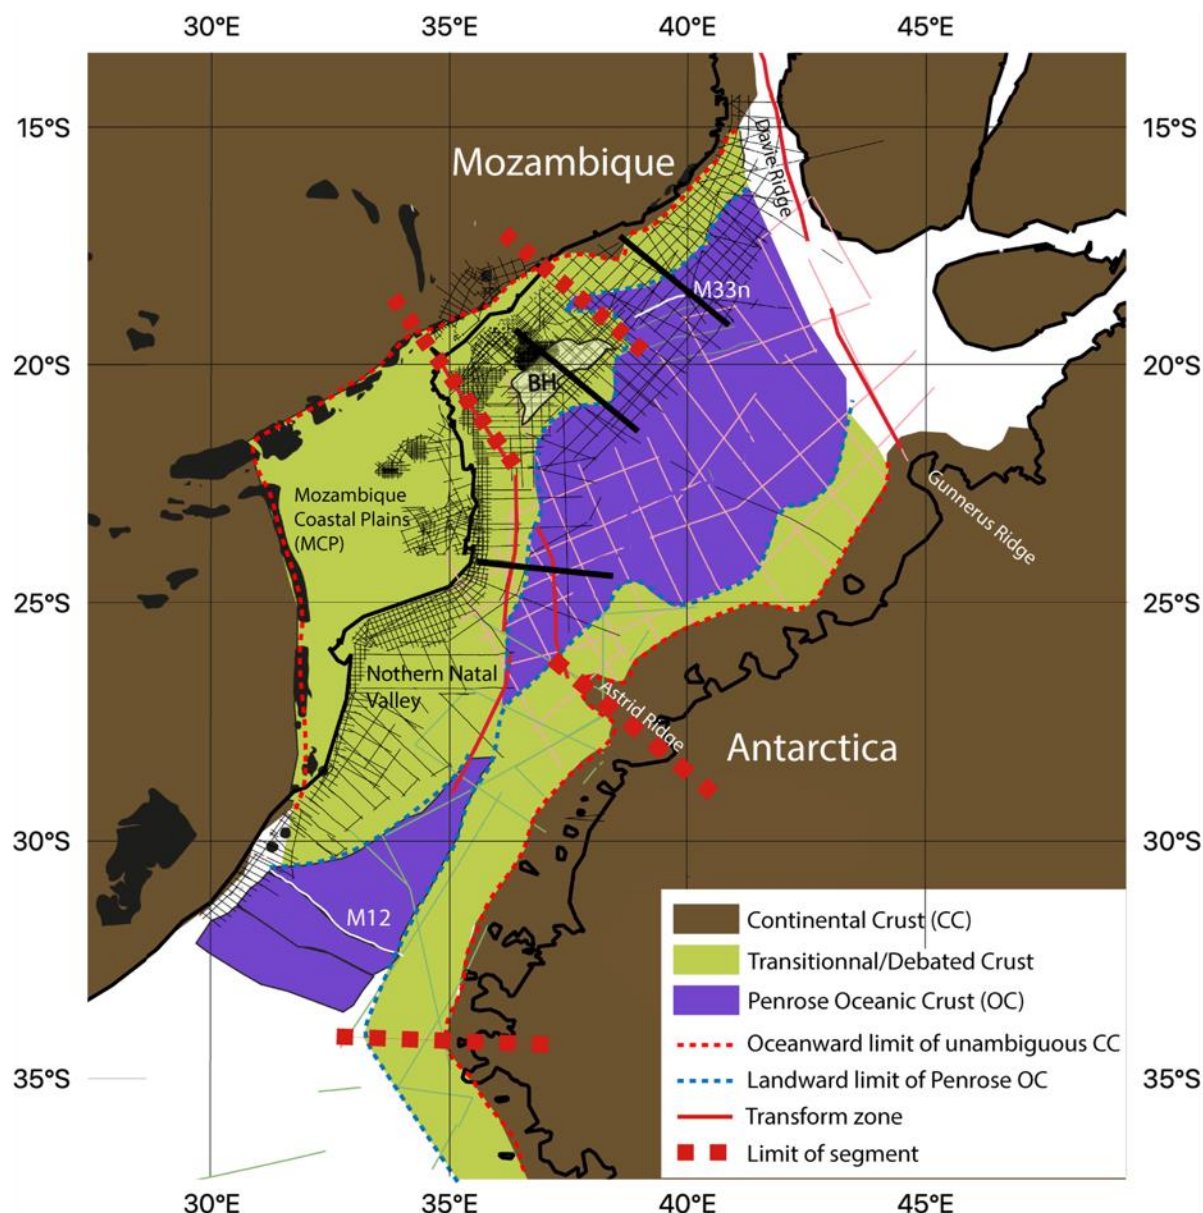 30°E 35°E 40°E 45°E
15°S 15°S
Davie Ridge
Mozambique
M33n
20°S 20°S
BH
Mozambique
Coastal Plains
(MCP)
Gunnerus Ridge
25°S 25°S
Nothern Natal
Valley
Astrid Ridge
Antarctica
30°S 30°S
M12
Continental Crust (CC)
Transitionnal/Debated Crust
Penrose Oceanic Crust (OC)
Oceanward limit of unambiguous CC
Landward limit of Penrose OC
Transform zone
Limit of segment
35°S 35°S
30°E 35°E 40°E 45°E